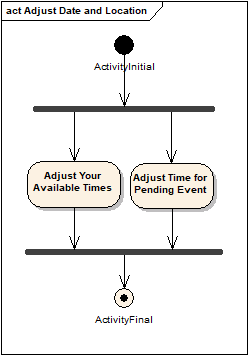 act Adjust Date and Location
ActivityInitial
Adjust Your
Available Times
Adjust Time for
Pending Event
ActivityFinal